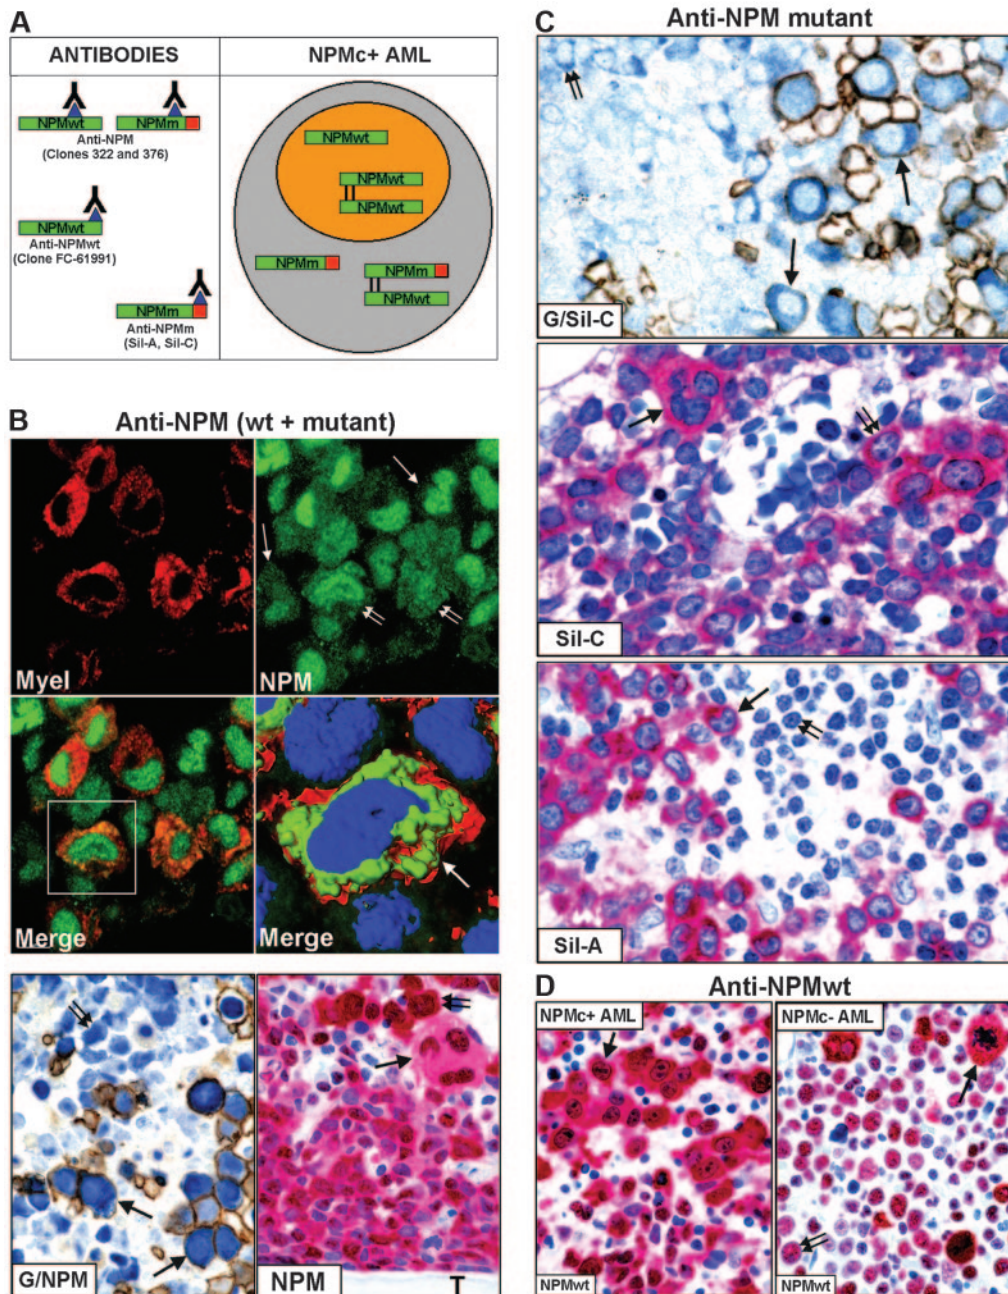 A
ANTIBODIES
NPMc+ AML
NPMwt
NPMm
Anti-NPM
(Clones 322 and 376)
NPMwt
Anti-NPMwt
(Clone FC-61991)
NPMm
Anti-NPMm
(Sil-A, Sil-C)
NPMwt
NPMwt
NPMwt
NPMm
NPMm
NPMwt
B
Anti-NPM (wt + mutant)
Myel
NPM
Merge
Merge
G/NPM
NPM
T
C
Anti-NPM mutant
G/Sil-C
Sil-C
Sil-A
D
Anti-NPMwt
NPMc+ AML
NPMc- AML
NPMwt
NPMwt